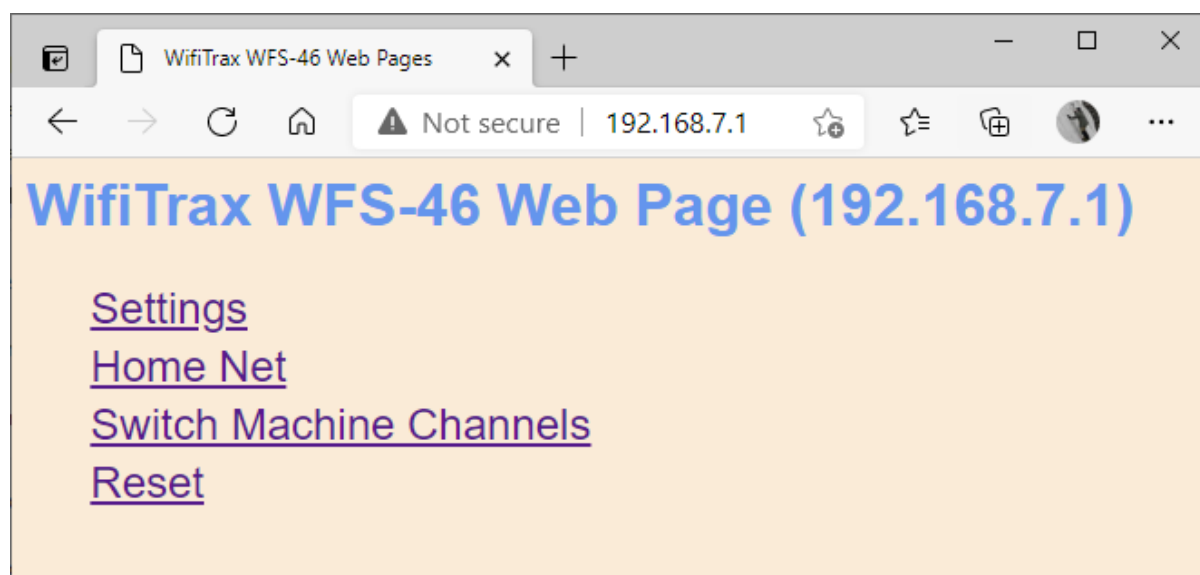 WifiTrax WFS-46 Web Pages
Not secure | 192.168.7.1
WifiTrax WFS-46 Web Page (192.168.7.1)
Settings
Home Net
Switch Machine Channels
Reset